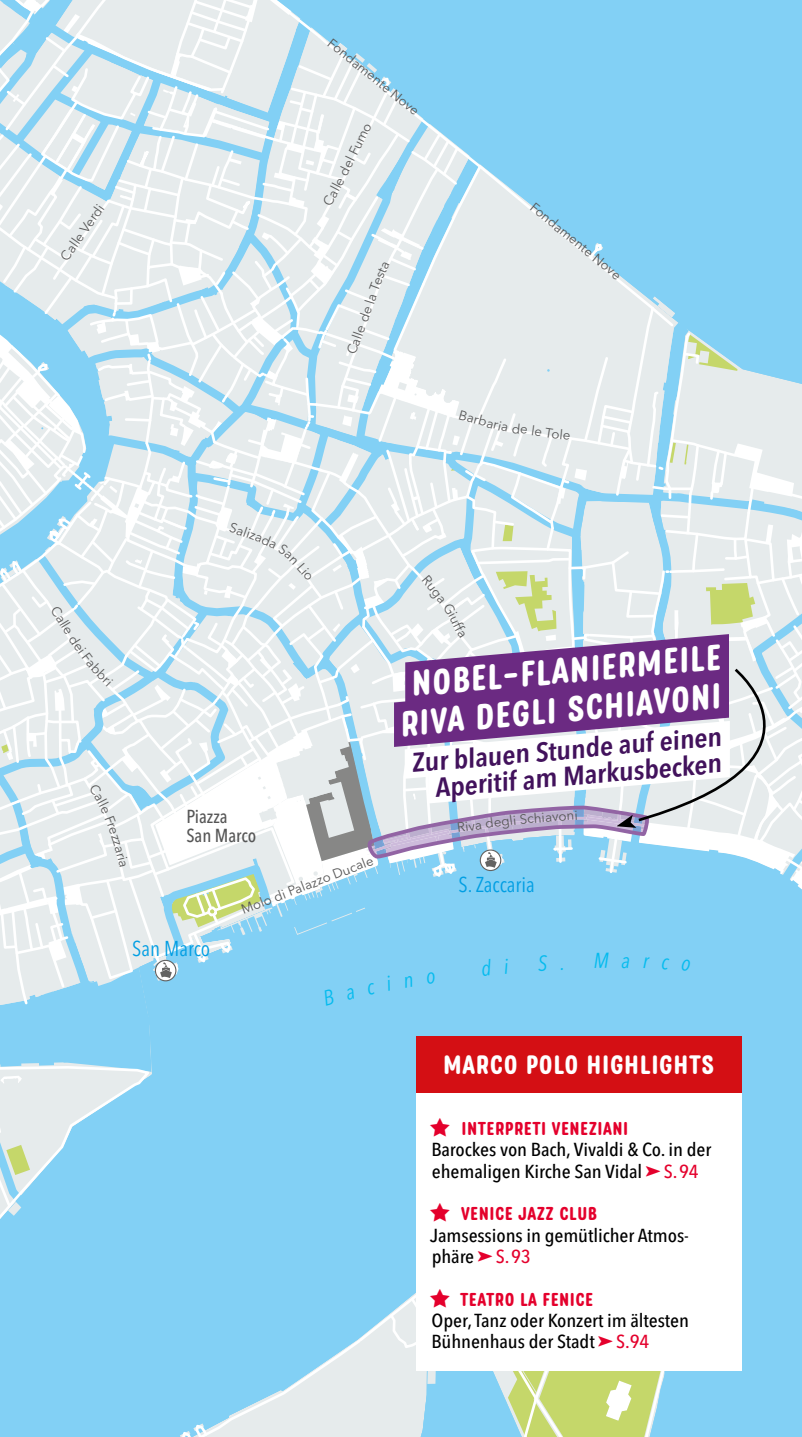 Fondamente Nove
Calle del Fumo
Calle Verdi
Fondamente Nove
Calle de la Testa
Barbaria de le Tole
Salizada San Lio
Ruga Giuffa
Calle dei Fabbri
NOBEL-FLANIERMEILE
RIVA DEGLI SCHIAVONI
Zur blauen Stunde auf einen
Aperitif am Markusbecken
Calle Frezzaria
Piazza
San Marco
Riva degli Schiavoni
Molo di Palazzo Ducale
S. Zaccaria
San Marco
Bacino di S. Marco
MARCO POLO HIGHLIGHTS
★ INTERPRETI VENEZIANI
Barockes von Bach, Vivaldi & Co. in der
ehemaligen Kirche San Vidal ➤ S. 94
★ VENICE JAZZ CLUB
Jamsessions in gemütlicher Atmos-
phäre ➤ S. 93
★ TEATRO LA FENICE
Oper, Tanz oder Konzert im ältesten
Bühnenhaus der Stadt ➤ S. 94